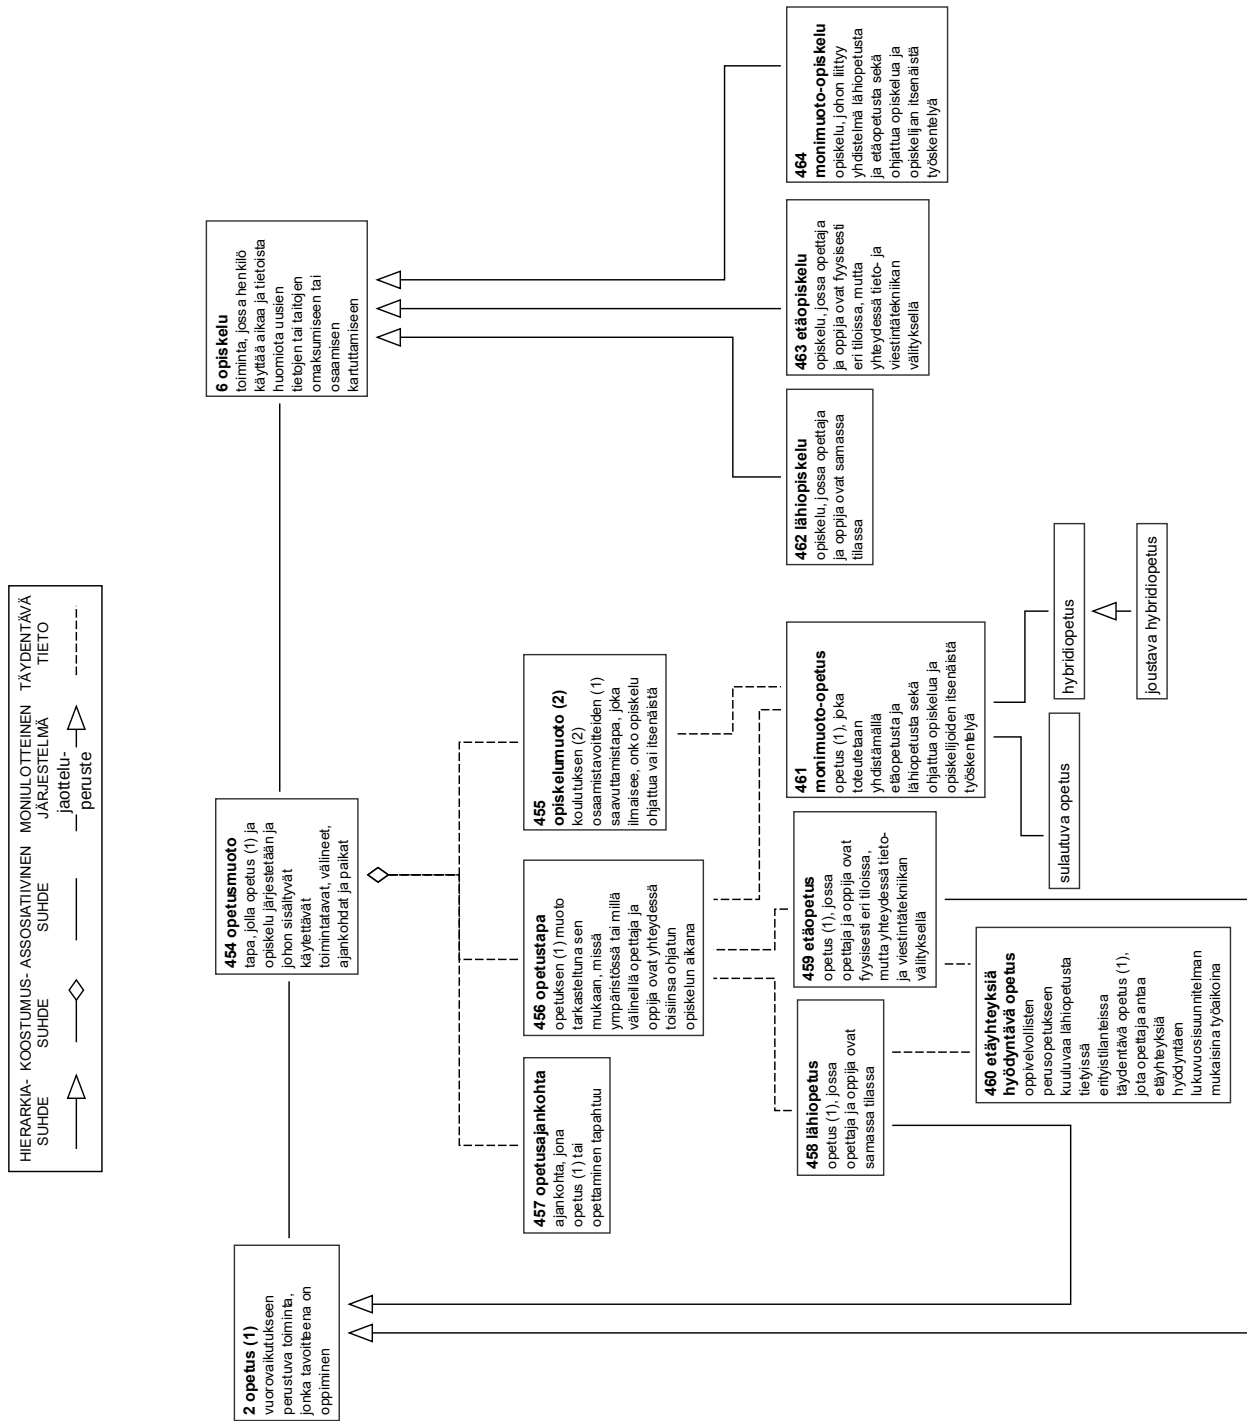 HIERARKIA- KOOSTUMUS- ASSOSIATIIVINEN MONIULOTTEINEN TÄYDENTÄVÄ
SUHDE SUHDE SUHDE JÄRJESTELMÄ TIETO
jaottelu-
peruste
2 opetus (1)
vuorovaikutukseen
perustuva toiminta,
jonka tavoitteena on
oppiminen
454 opetusmuoto
tapa, jolla opetus (1) ja
opiskelu järjestetään ja
johon sisältyvät
käytettävät
toimintatavat, välineet,
ajankohdat ja paikat
6 opiskelu
toiminta, jossa henkilö
käyttää aikaa ja tietoista
huomiota uusien
tietojen tai taitojen
omaksumiseen tai
osaamisen
kartuttamiseen
457 opetusajankohta
ajankohta, jona
opetus (1) tai
opettaminen tapahtuu
456 opetustapa
opetuksen (1) muoto
tarkasteltuna sen
mukaan, missä
ympäristössä tai millä
välineillä opettaja ja
oppija ovat yhteydessä
toisiinsa ohjatun
opiskelun aikana
455
opiskelumuoto (2)
koulutuksen (2)
osaamistavoitteiden (1)
saavuttamistapa, joka
ilmaisee, onko opiskelu
ohjattua vai itsenäistä
458 lähiopetus
opetus (1), jossa
opettaja ja oppija ovat
samassa tilassa
459 etäopetus
opetus (1), jossa
opettaja ja oppija ovat
fyysisesti eri tiloissa,
mutta yhteydessä tieto-
ja viestintätekniikan
välityksellä
461
monimuoto-opetus
opetus (1), joka
toteutetaan
yhdistämällä
etäopetusta ja
lähiopetusta sekä
ohjattua opiskelua ja
opiskelijoiden itsenäistä
työskentelyä
462 lähiopiskelu
opiskelu, jossa opettaja
ja oppija ovat samassa
tilassa
463 etäopiskelu
opiskelu, jossa opettaja
ja oppija ovat fyysisesti
eri tiloissa, mutta
yhteydessä tieto- ja
viestintätekniikan
välityksellä
464
monimuoto-opiskelu
opiskelu, johon liittyy
yhdistelmä lähiopetusta
ja etäopetusta sekä
ohjattua opiskelua ja
opiskelijan itsenäistä
työskentelyä
460 etäyhteyksiä
hyödyntävä opetus
oppivelvollisten
perusopetukseen
kuuluvaa lähiopetusta
tietyissä
erityistilanteissa
täydentävä opetus (1),
jota opettaja antaa
etäyhteyksiä
hyödyntäen
lukuvuosisuunnitelman
mukaisina työaikoina
sulautuva opetus
hybridiopetus
joustava hybridiopetus